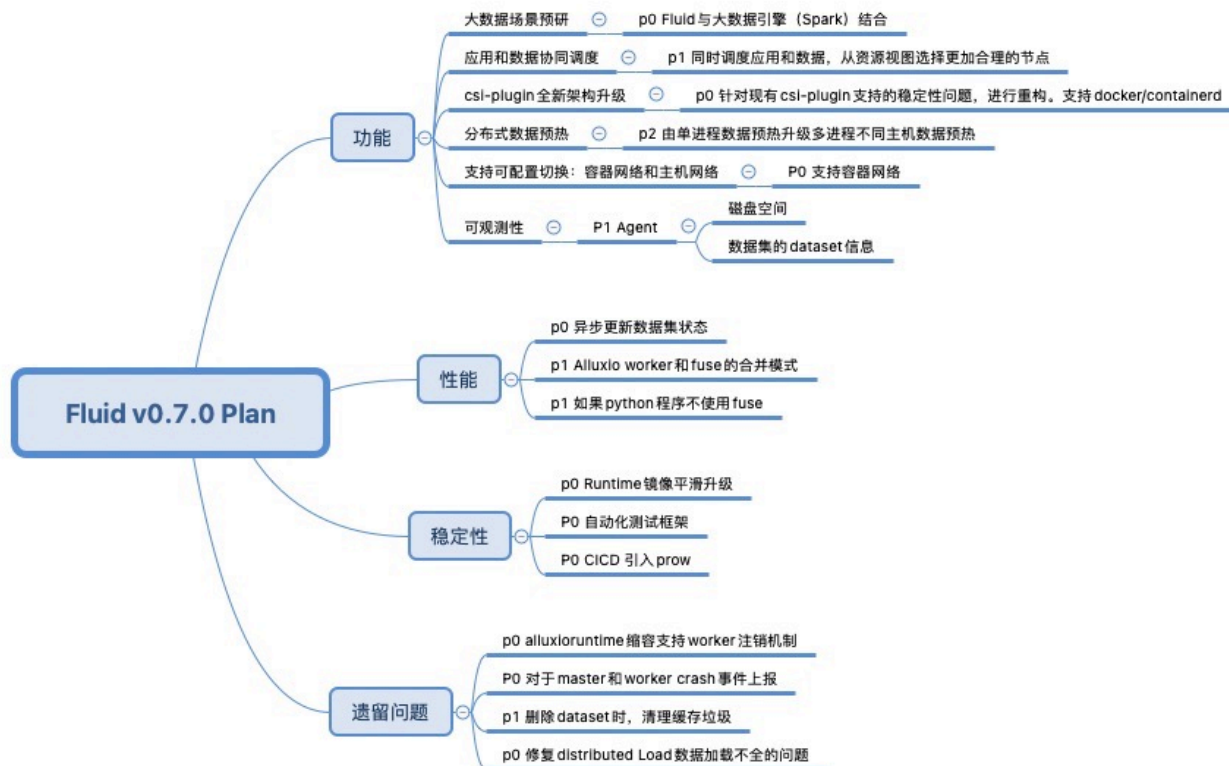 Fluid v0.7.0 Plan
功能
大数据场景预研
p0 Fluid与大数据引擎（Spark）结合
应用和数据协同调度
p1 同时调度应用和数据，从资源视图选择更加合理的节点
csi-plugin全新架构升级
p0 针对现有csi-plugin支持的稳定性问题，进行重构。支持docker/containerd
分布式数据预热
p2 由单进程数据预热升级多进程不同主机数据预热
支持可配置切换：容器网络和主机网络
P0 支持容器网络
可观测性
P1 Agent
磁盘空间
数据集的dataset信息
性能
p0 异步更新数据集状态
p1 Alluxio worker和fuse的合并模式
p1 如果python程序不使用fuse
稳定性
p0 Runtime镜像平滑升级
P0 自动化测试框架
P0 CICD 引入prow
遗留问题
p0 alluxioruntime缩容支持worker注销机制
P0 对于master和worker crash事件上报
p1 删除dataset时，清理缓存垃圾
p0 修复distributed Load数据加载不全的问题